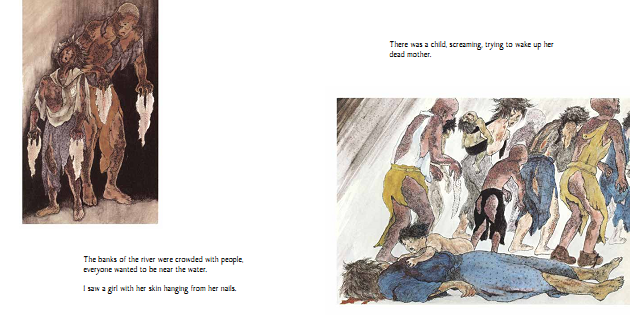 The banks of the river were crowded with people,
everyone wanted to be near the water.
I saw a girl with her skin hanging from her nails.
There was a child, screaming, trying to wake up her
dead mother.